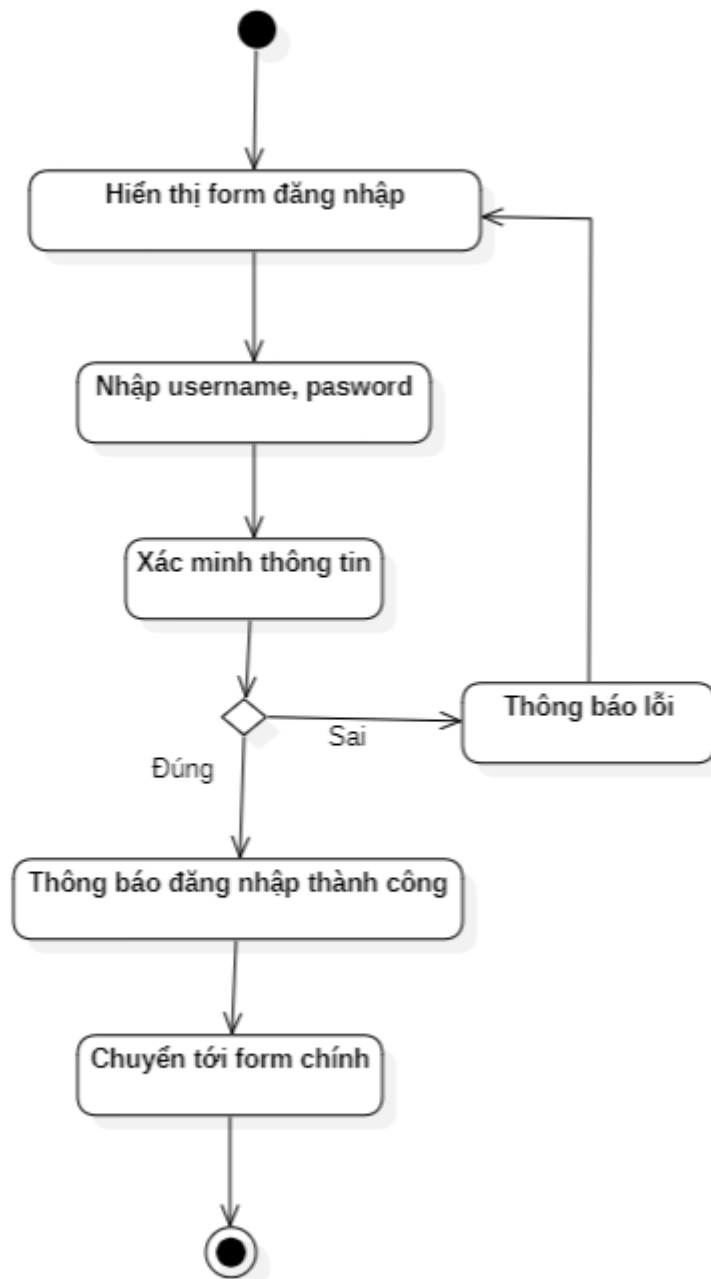 Hiển thị form đăng nhập
Nhập username, pasword
Xác minh thông tin
Thông báo lỗi
Sai
Đúng
Thông báo đăng nhập thành công
Chuyển tới form chính